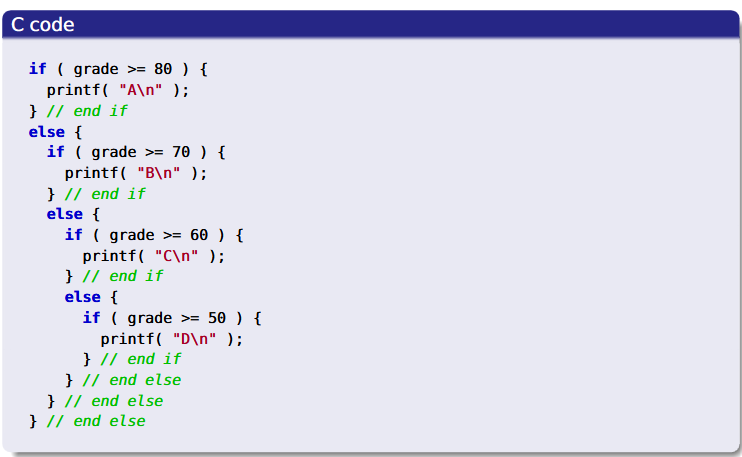 C code
if ( grade >= 80 ) {
  printf( "A\n" );
} // end if
else {
  if ( grade >= 70 ) {
    printf( "B\n" );
  } // end if
  else {
    if ( grade >= 60 ) {
      printf( "C\n" );
    } // end if
    else {
      if ( grade >= 50 ) {
        printf( "D\n" );
      } // end if
    } // end else
  } // end else
} // end else